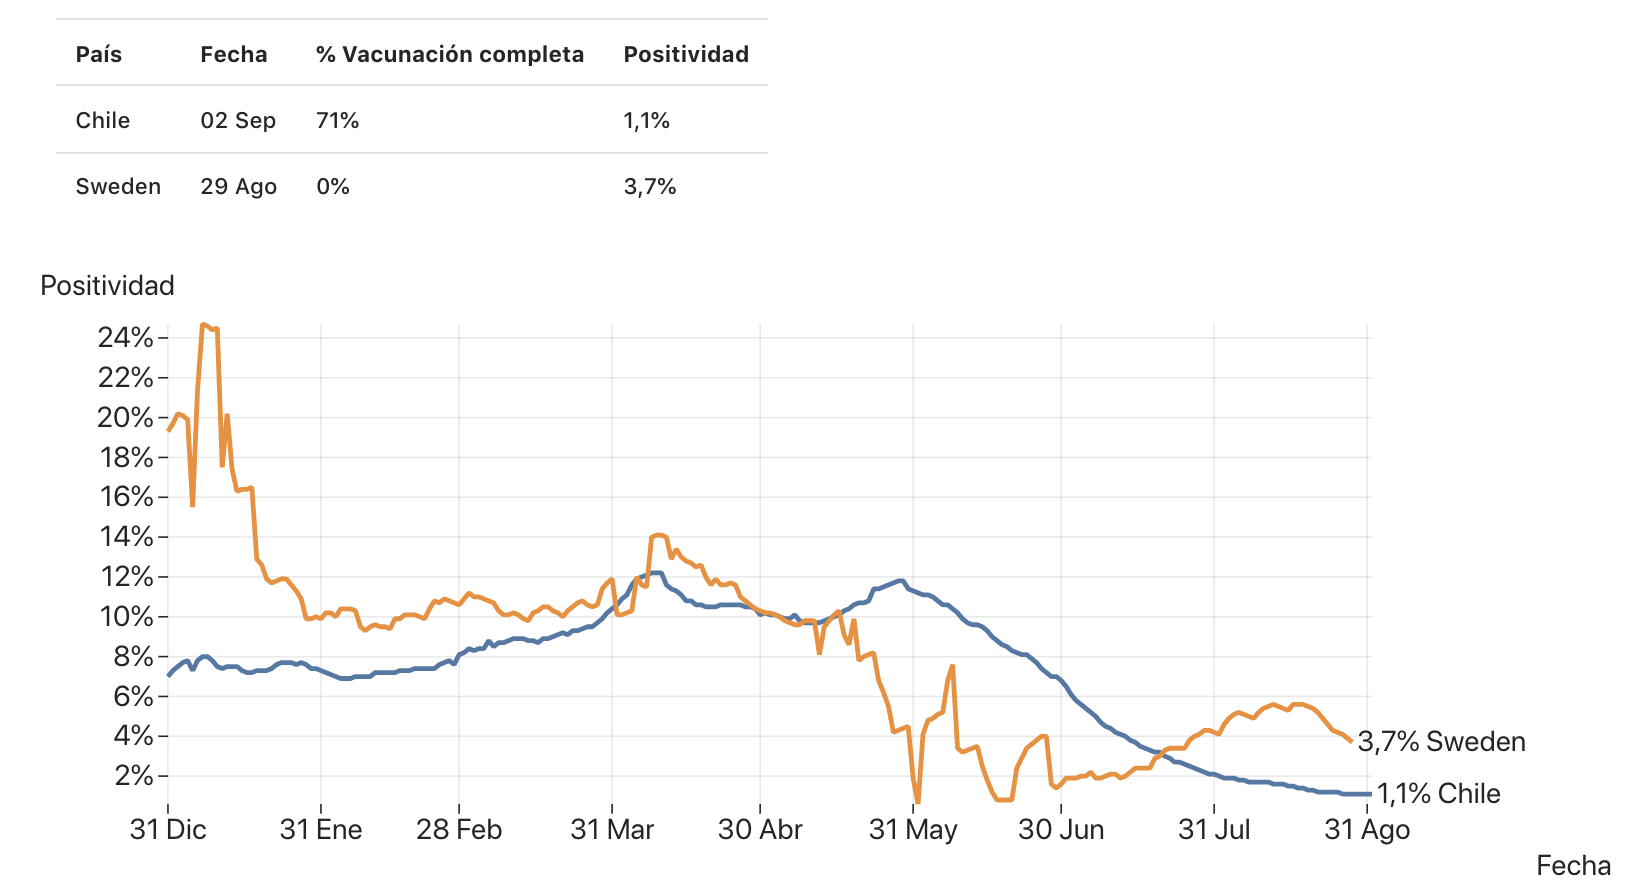 País Fecha % Vacunación completa Positividad
Chile 02 Sep 71% 1,1%
Sweden 29 Ago 0% 3,7%
Positividad
24%
22%
20%
18%
16%
14%
12%
10%
8%
6%
4%
2%
3,7% Sweden
1,1% Chile
31 Dic 31 Ene 28 Feb 31 Mar 30 Abr 31 May 30 Jun 31 Jul 31 Ago
Fecha